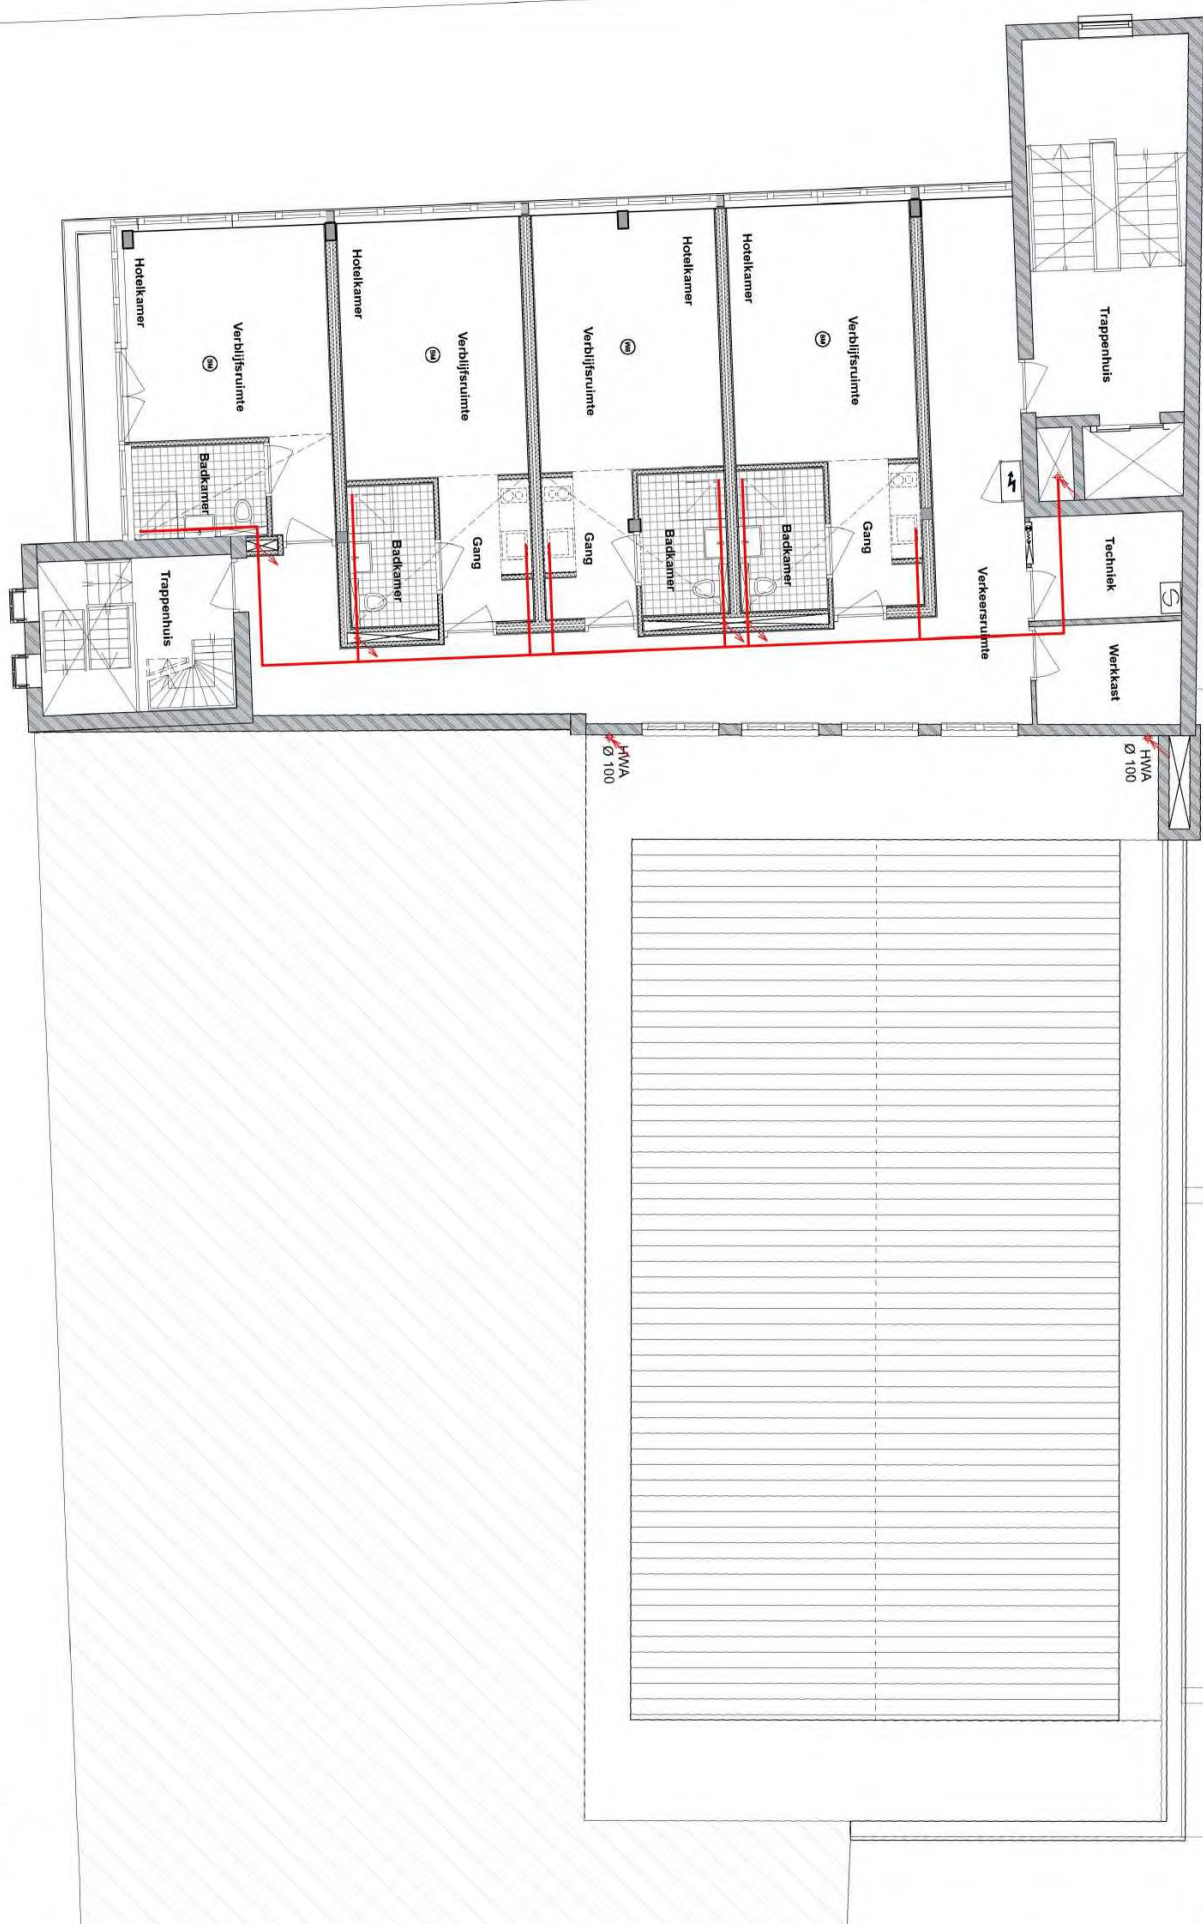 HWA
Ø 100
Trappenhuis
Techniek
Werkkast
Verkeersruimte
Verblijfsruimte
Gang
Badkamer
Hotelkamer
Hotelkamer
Badkamer
HWA
Ø 100
Verblijfsruimte
Gang
Verblijfsruimte
Gang
Badkamer
Hotelkamer
Verblijfsruimte
Badkamer
Trappenhuis
Hotelkamer